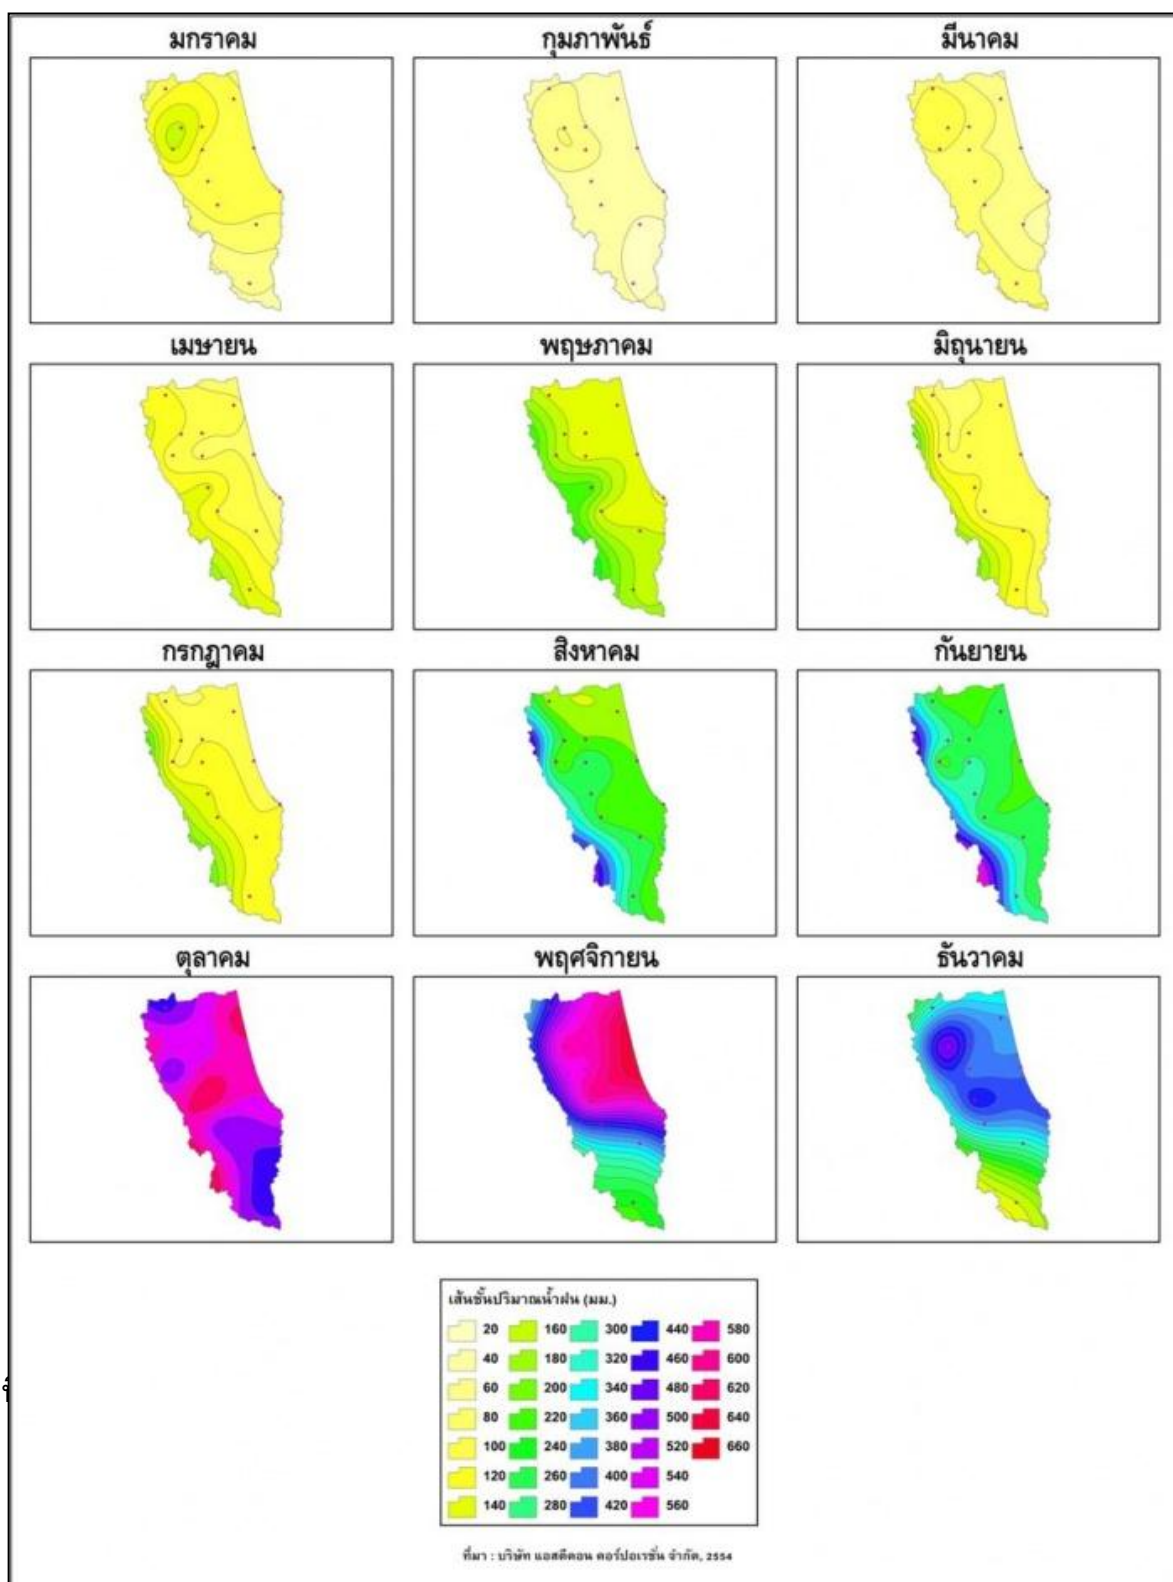 มกราคม กุมภาพันธ์ มีนาคม
เมษายน พฤษภาคม มิถุนายน
กรกฎาคม สิงหาคม กันยายน
ตุลาคม พฤศจิกายน ธันวาคม
เส้นชั้นปริมาณน้ำฝน (มม.)
20 160 300 440 580
40 180 320 460 600
60 200 340 480 620
80 220 360 500 640
100 240 380 520 660
120 260 400 540
140 280 420 560
ที่มา : บริษัท แอสดีคอน คอร์ปอเรชั่น จำกัด, 2554